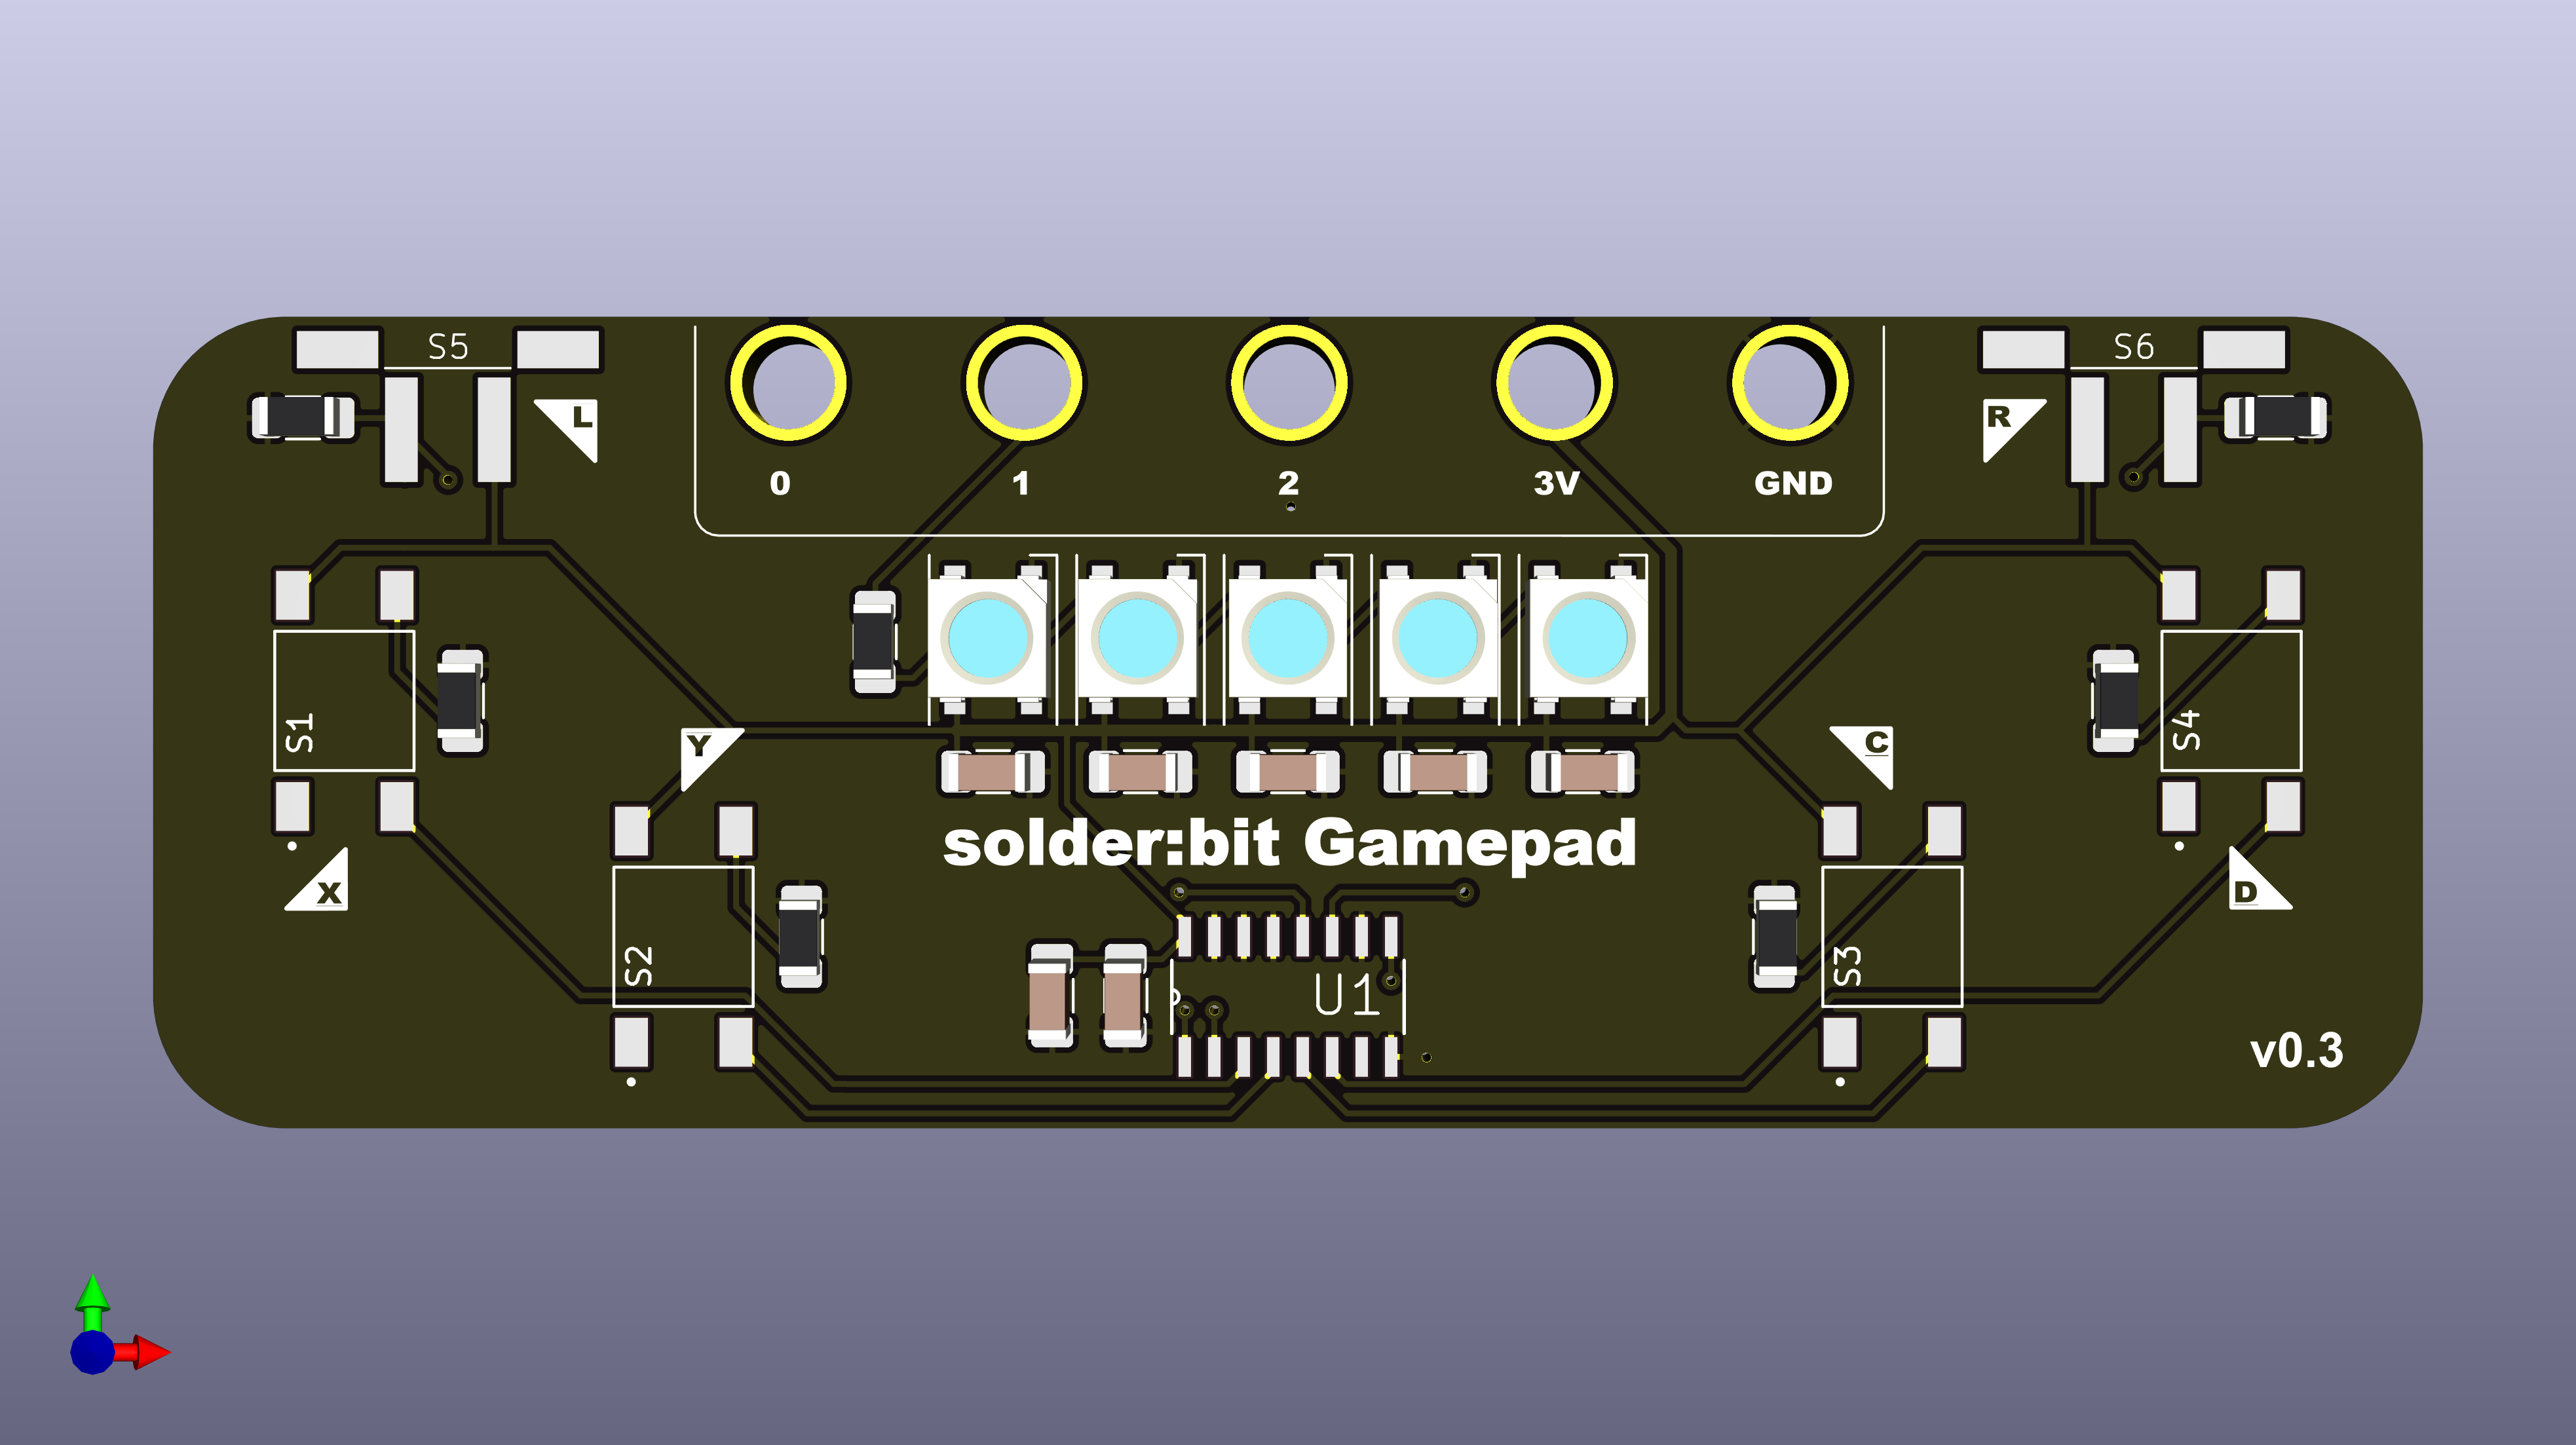 S5
S6
L
R
0
1
2
3V
GND
S1
S4
Y
C
solder:bit Gamepad
X
D
S2
S3
U1
v0.3